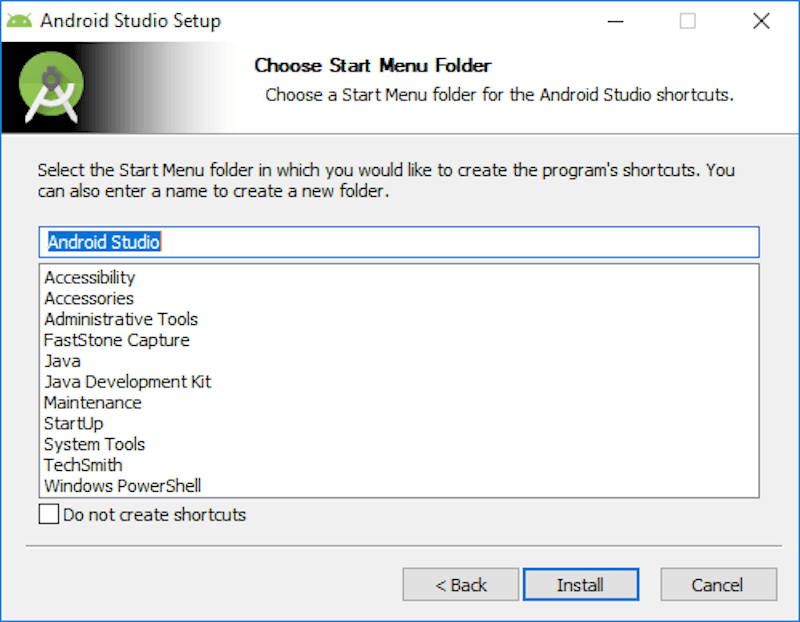 Android Studio Setup
Choose Start Menu Folder
Choose a Start Menu folder for the Android Studio shortcuts.
Select the Start Menu folder in which you would like to create the program's shortcuts. You
can also enter a name to create a new folder.
Android Studio
Accessibility
Accessories
Administrative Tools
FastStone Capture
Java
Java Development Kit
Maintenance
StartUp
System Tools
TechSmith
Windows PowerShell
Do not create shortcuts
< Back Install Cancel